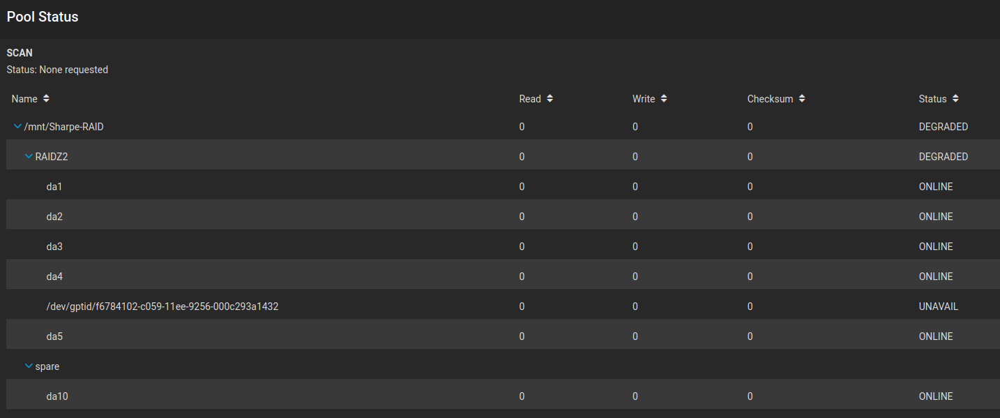 Pool Status
SCAN
Status: None requested
Name Read Write Checksum Status
/mnt/Sharpe-RAID 0 0 0 DEGRADED
RAIDZ2 0 0 0 DEGRADED
da1 0 0 0 ONLINE
da2 0 0 0 ONLINE
da3 0 0 0 ONLINE
da4 0 0 0 ONLINE
/dev/gptid/f6784102-c059-11ee-9256-000c293a1432 0 0 0 UNAVAIL
da5 0 0 0 ONLINE
spare
da10 0 0 0 ONLINE